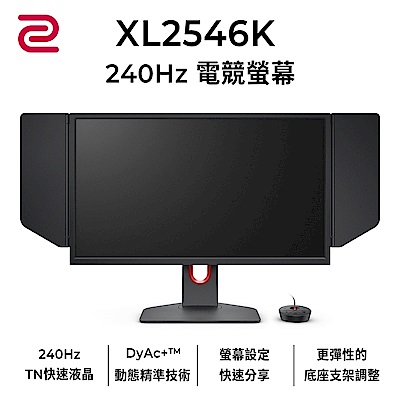 XL2546K
240Hz 電競螢幕
240Hz
TN快速液晶
DyAc+™
動態精準技術
螢幕設定
快速分享
更彈性的
底座支架調整